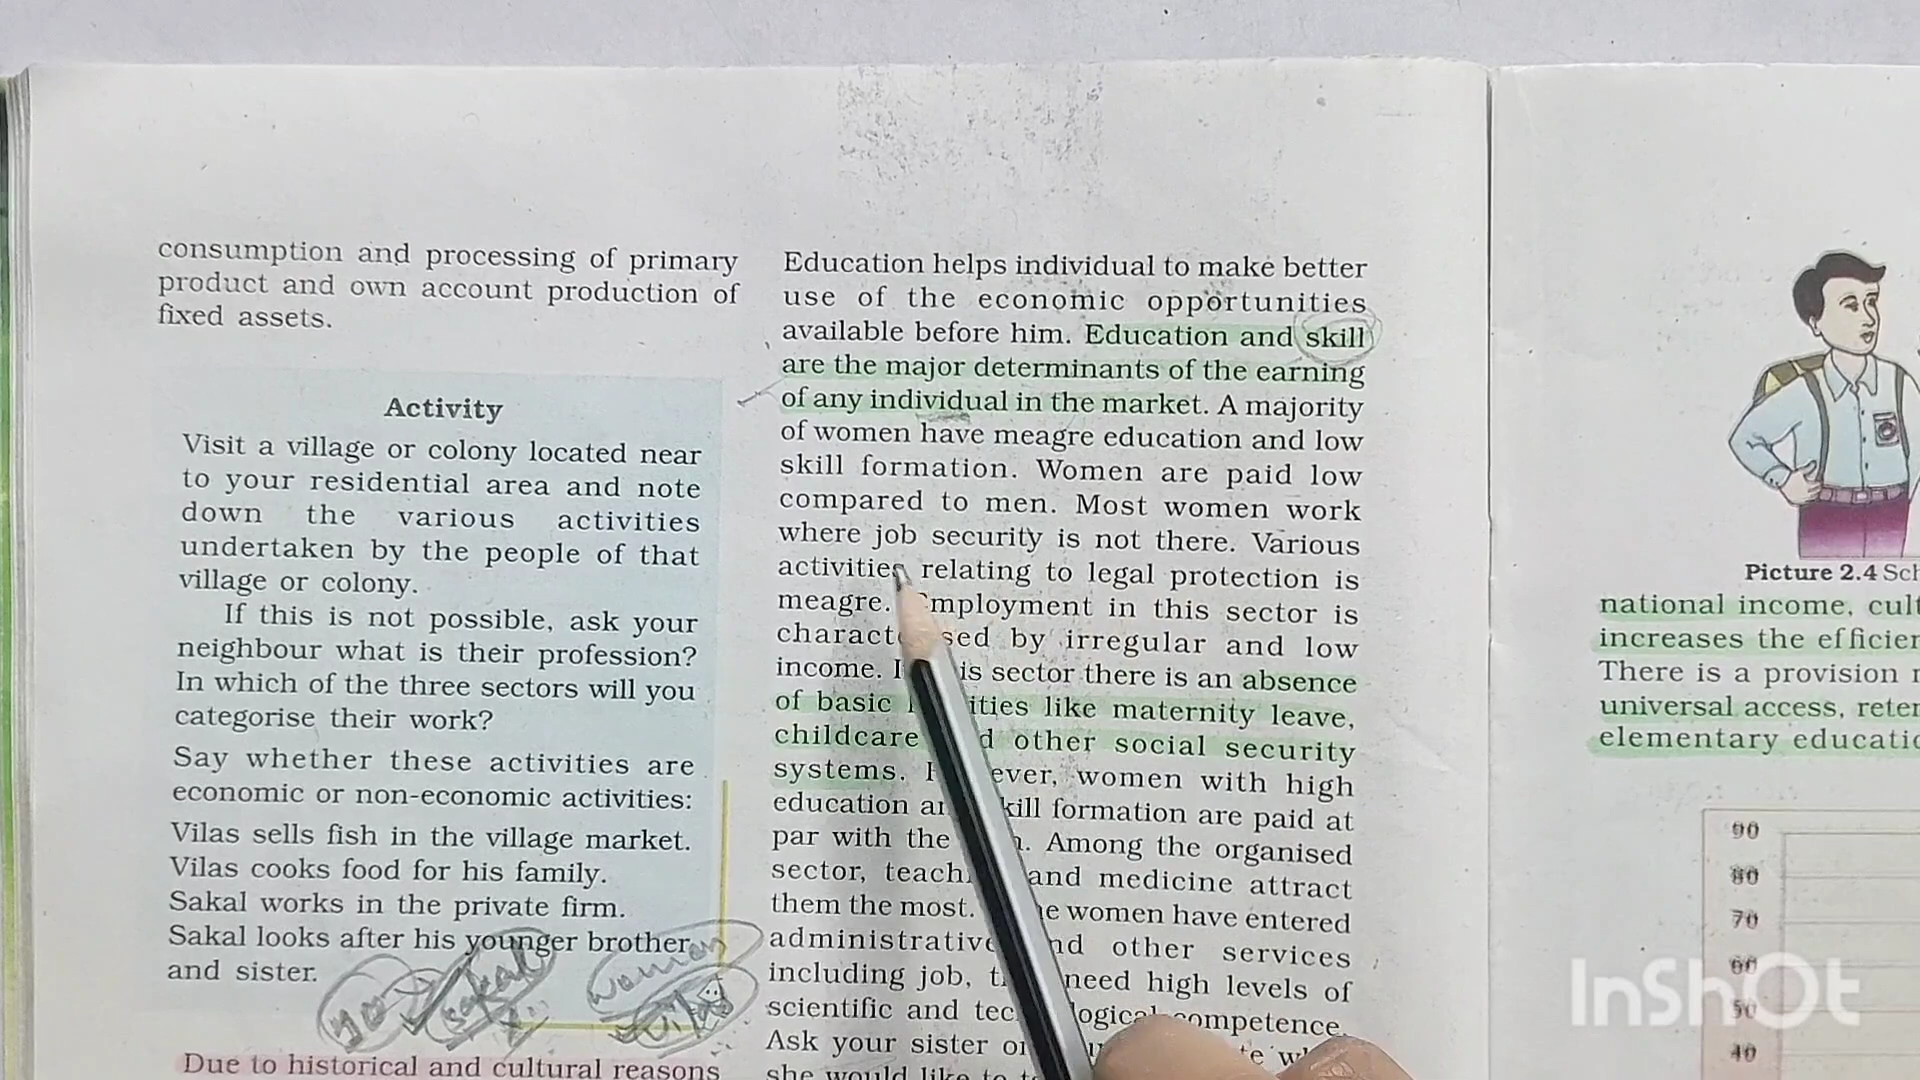 consumption and processing of primary
product and own account production of
fixed assets.
Activity
Visit a village or colony located near
to your residential area and note
down the various activities
undertaken by the people of that
village or colony.
If this is not possible, ask your
neighbour what is their profession?
In which of the three sectors will you
categorise their work?
Say whether these activities are
economic or non-economic activities:
Vilas sells fish in the village market.
Vilas cooks food for his family.
Sakal works in the private firm.
Sakal looks after his younger brother
and sister.
sakal
women
Due to historical and cultural reasons
Education helps individual to make better
use of the economic opportunities
available before him. Education and skill
are the major determinants of the earning
of any individual in the market. A majority
of women have meagre education and low
skill formation. Women are paid low
compared to men. Most women work
where job security is not there. Various
activities relating to legal protection is
meagre. Employment in this sector is
by irregular and low
income. is sector there is an absence
of basic like maternity leave,
childcare other social security
systems. women with high
education formation are paid at
par with the Among the organised
sector, and medicine attract
them the most. women have entered
administrative other services
including job, need high levels of
scientific and competence.
Ask your sister
she would like to
Picture 2.4
national income,
increases the
There is a provision
universal access,
elementary
90
80
70
60
50
40
InShOt